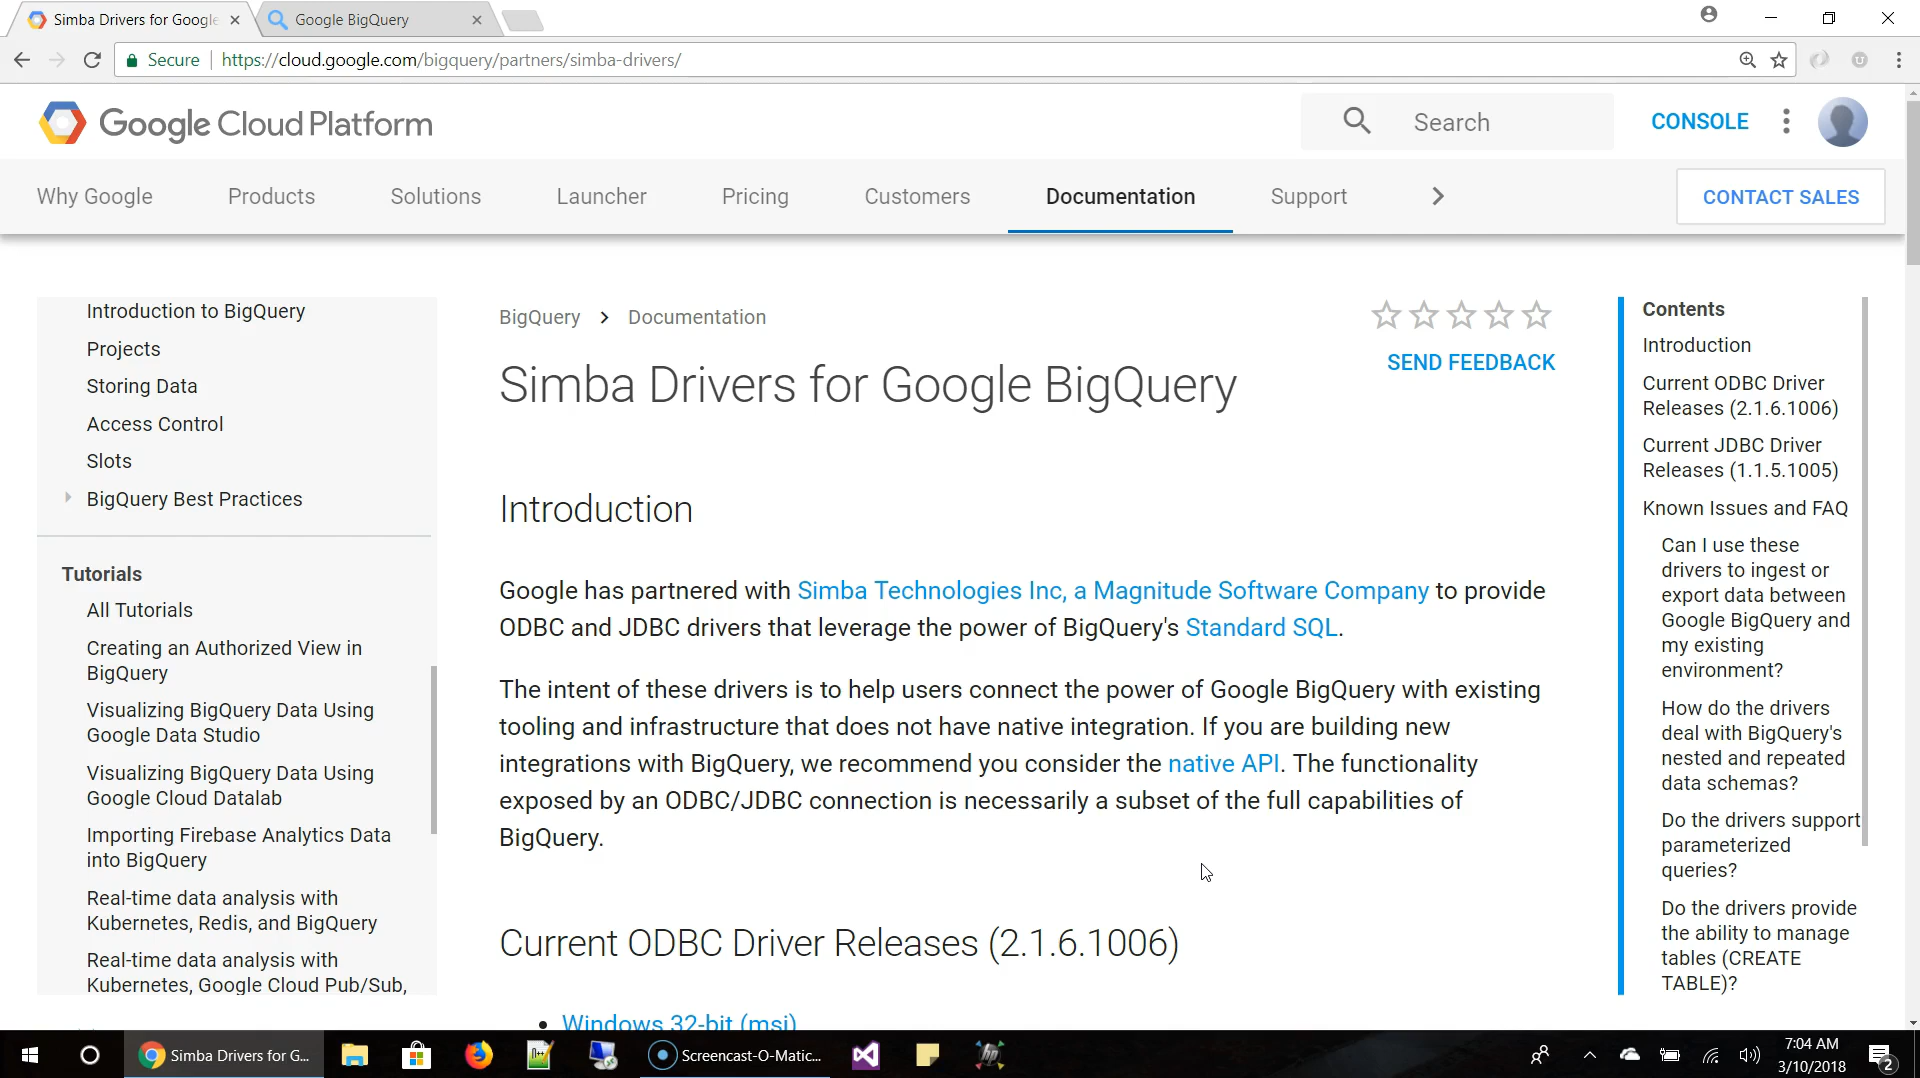 Simba Drivers for Google
Google BigQuery
Secure
https://cloud.google.com/bigquery/partners/simba-drivers/
Google Cloud Platform
Search
CONSOLE
Why Google
Products
Solutions
Launcher
Pricing
Customers
Documentation
Support
CONTACT SALES
Introduction to BigQuery
Projects
Storing Data
Access Control
Slots
BigQuery Best Practices
Tutorials
All Tutorials
Creating an Authorized View in
BigQuery
Visualizing BigQuery Data Using
Google Data Studio
Visualizing BigQuery Data Using
Google Cloud Datalab
Importing Firebase Analytics Data
into BigQuery
Real-time data analysis with
Kubernetes, Redis, and BigQuery
Real-time data analysis with
Kubernetes, Google Cloud Pub/Sub,
BigQuery > Documentation
SEND FEEDBACK
Simba Drivers for Google BigQuery
Introduction
Google has partnered with Simba Technologies Inc, a Magnitude Software Company to provide
ODBC and JDBC drivers that leverage the power of BigQuery's Standard SQL.
The intent of these drivers is to help users connect the power of Google BigQuery with existing
tooling and infrastructure that does not have native integration. If you are building new
integrations with BigQuery, we recommend you consider the native API. The functionality
exposed by an ODBC/JDBC connection is necessarily a subset of the full capabilities of
BigQuery.
Current ODBC Driver Releases (2.1.6.1006)
• Windows 32-bit (msi)
Contents
Introduction
Current ODBC Driver
Releases (2.1.6.1006)
Current JDBC Driver
Releases (1.1.5.1005)
Known Issues and FAQ
Can I use these
drivers to ingest or
export data between
Google BigQuery and
my existing
environment?
How do the drivers
deal with BigQuery's
nested and repeated
data schemas?
Do the drivers support
parameterized
queries?
Do the drivers provide
the ability to manage
tables (CREATE
TABLE)?
Simba Drivers for G...
Screencast-O-Matic...
7:04 AM
3/10/2018
2